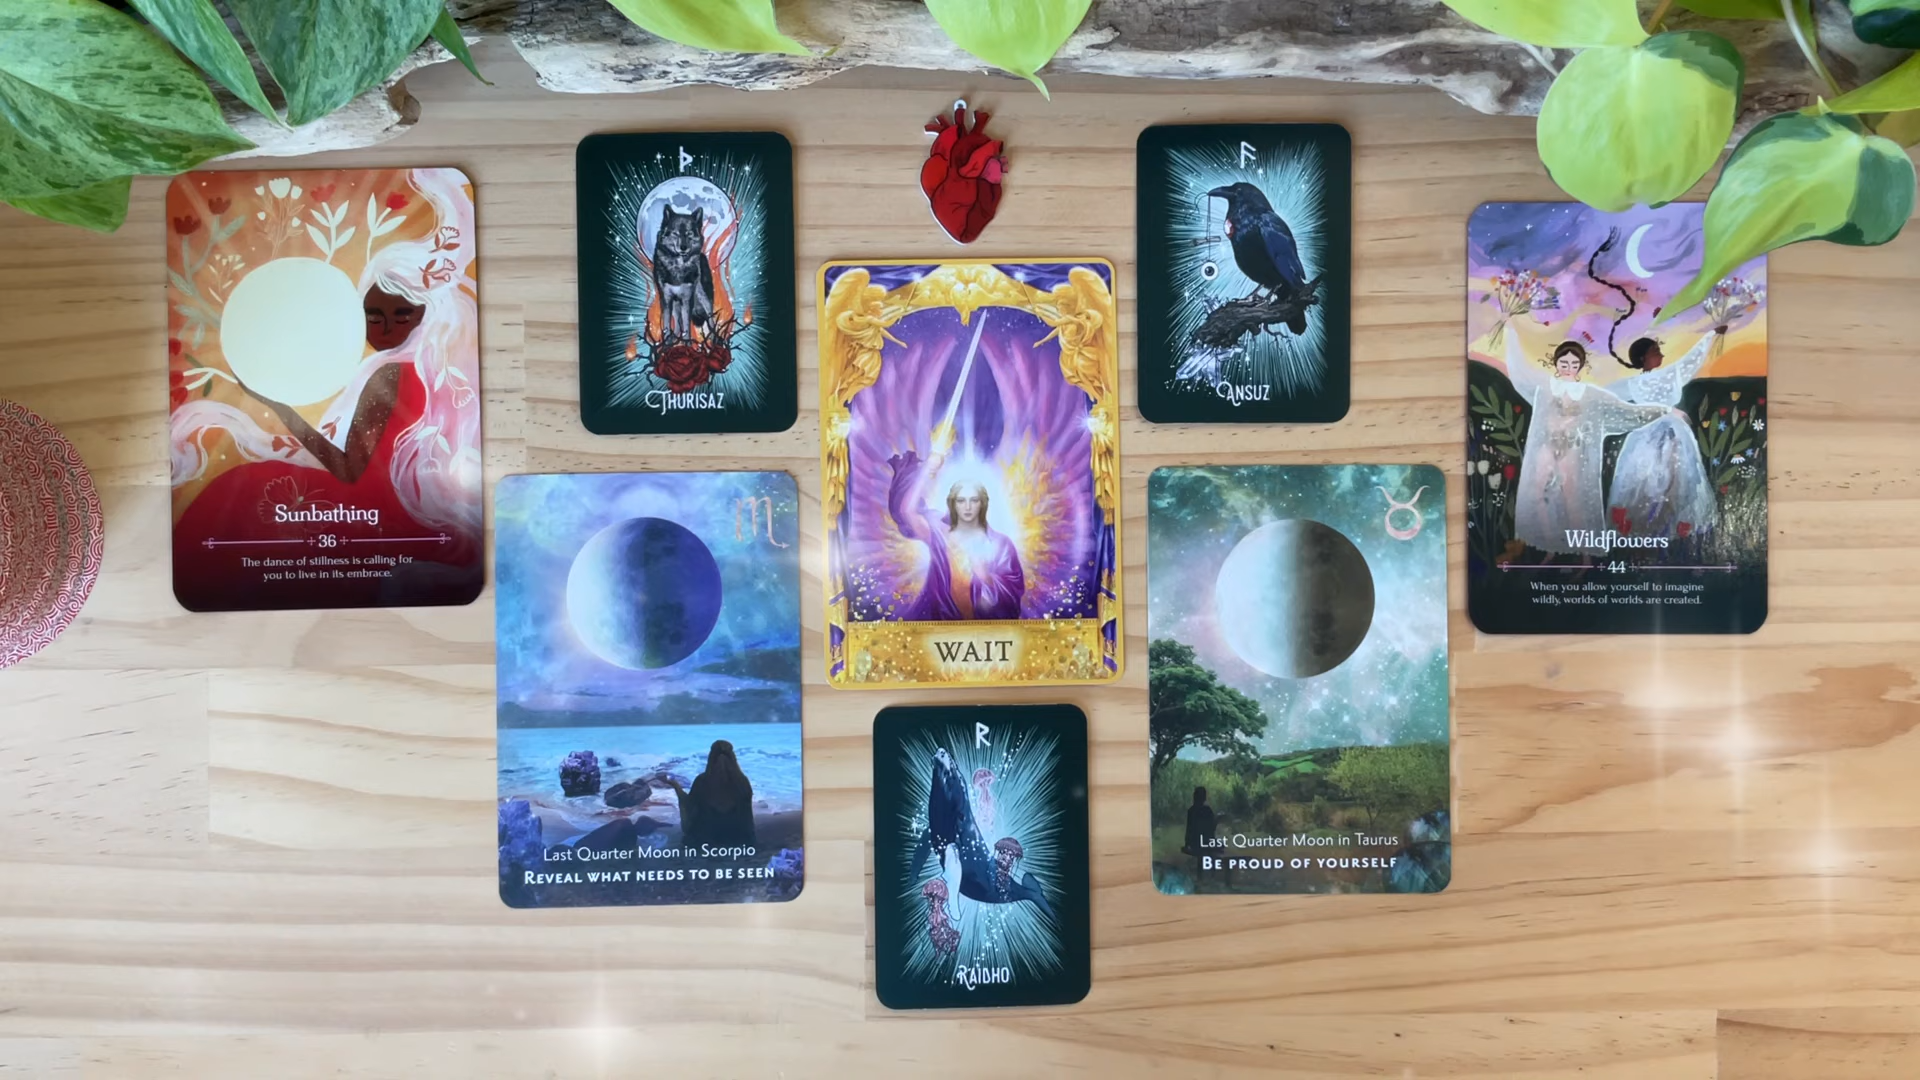 Sunbathing
36
The dance of stillness is calling for
you to live in its embrace.
ᚦ
THURISAZ
ᚨ
ANSUZ
Wildflowers
44
When you allow yourself to imagine
wildly, worlds of worlds are created.
♏
Last Quarter Moon in Scorpio
REVEAL WHAT NEEDS TO BE SEEN
WAIT
♉
Last Quarter Moon in Taurus
BE PROUD OF YOURSELF
ᚱ
RAIDHO